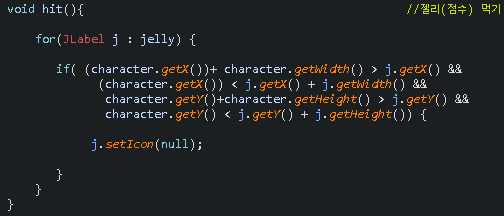 void hit(){ //젤리(점수) 먹기
for(JLabel j : jelly) {
if( (character.getX())+ character.getWidth() > j.getX() &&
(character.getX()) < j.getX() + j.getWidth() &&
character.getY()+character.getHeight() > j.getY() &&
character.getY() < j.getY() + j.getHeight()) {
j.setIcon(null);
}
}
}